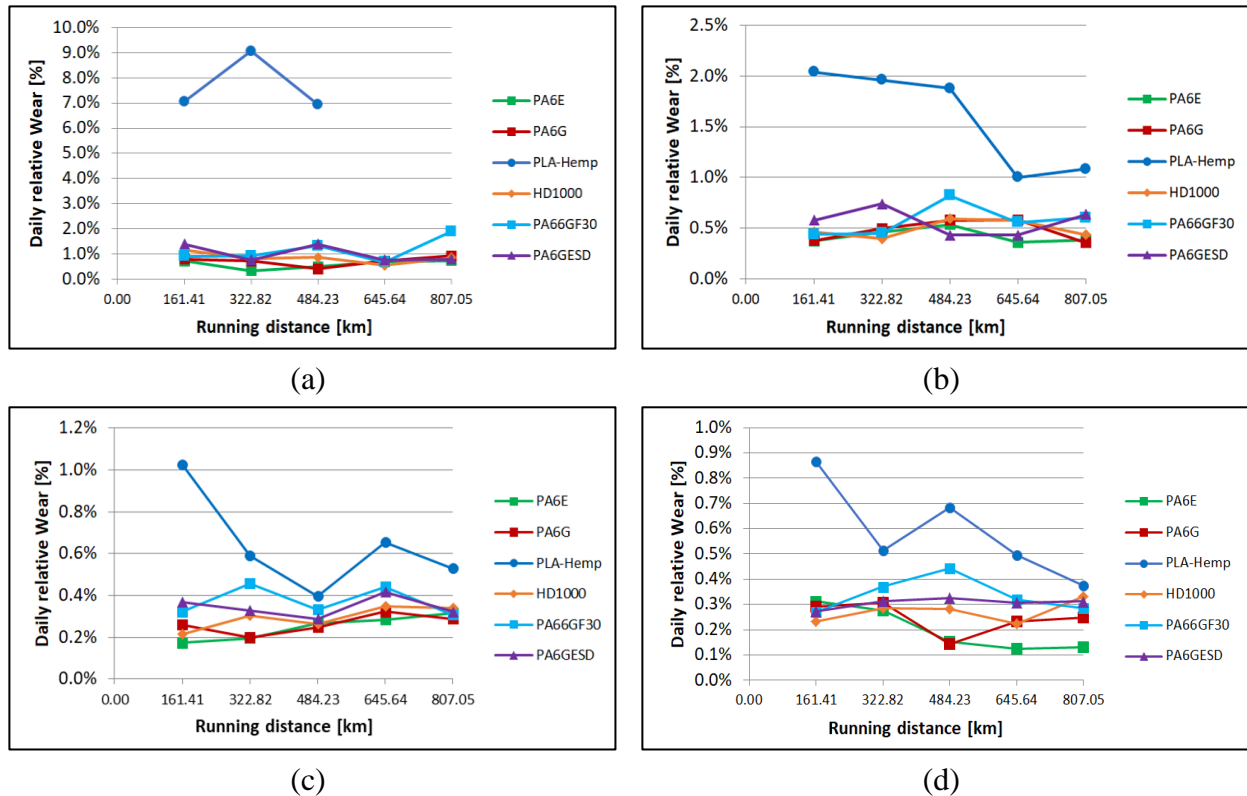 10.0%
9.0%
8.0%
7.0%
6.0%
5.0%
4.0%
3.0%
2.0%
1.0%
0.0%
Daily relative Wear [%]
0.00 161.41 322.82 484.23 645.64 807.05
Running distance [km]
PA6E
PA6G
PLA-Hemp
HD1000
PA66GF30
PA6GESD
(a)
2.5%
2.0%
1.5%
1.0%
0.5%
0.0%
Daily relative Wear [%]
0.00 161.41 322.82 484.23 645.64 807.05
Running distance [km]
PA6E
PA6G
PLA-Hemp
HD1000
PA66GF30
PA6GESD
(b)
1.2%
1.0%
0.8%
0.6%
0.4%
0.2%
0.0%
Daily relative Wear [%]
0.00 161.41 322.82 484.23 645.64 807.05
Running distance [km]
PA6E
PA6G
PLA-Hemp
HD1000
PA66GF30
PA6GESD
(c)
1.0%
0.9%
0.8%
0.7%
0.6%
0.5%
0.4%
0.3%
0.2%
0.1%
0.0%
Daily relative Wear [%]
0.00 161.41 322.82 484.23 645.64 807.05
Running distance [km]
PA6E
PA6G
PLA-Hemp
HD1000
PA66GF30
PA6GESD
(d)